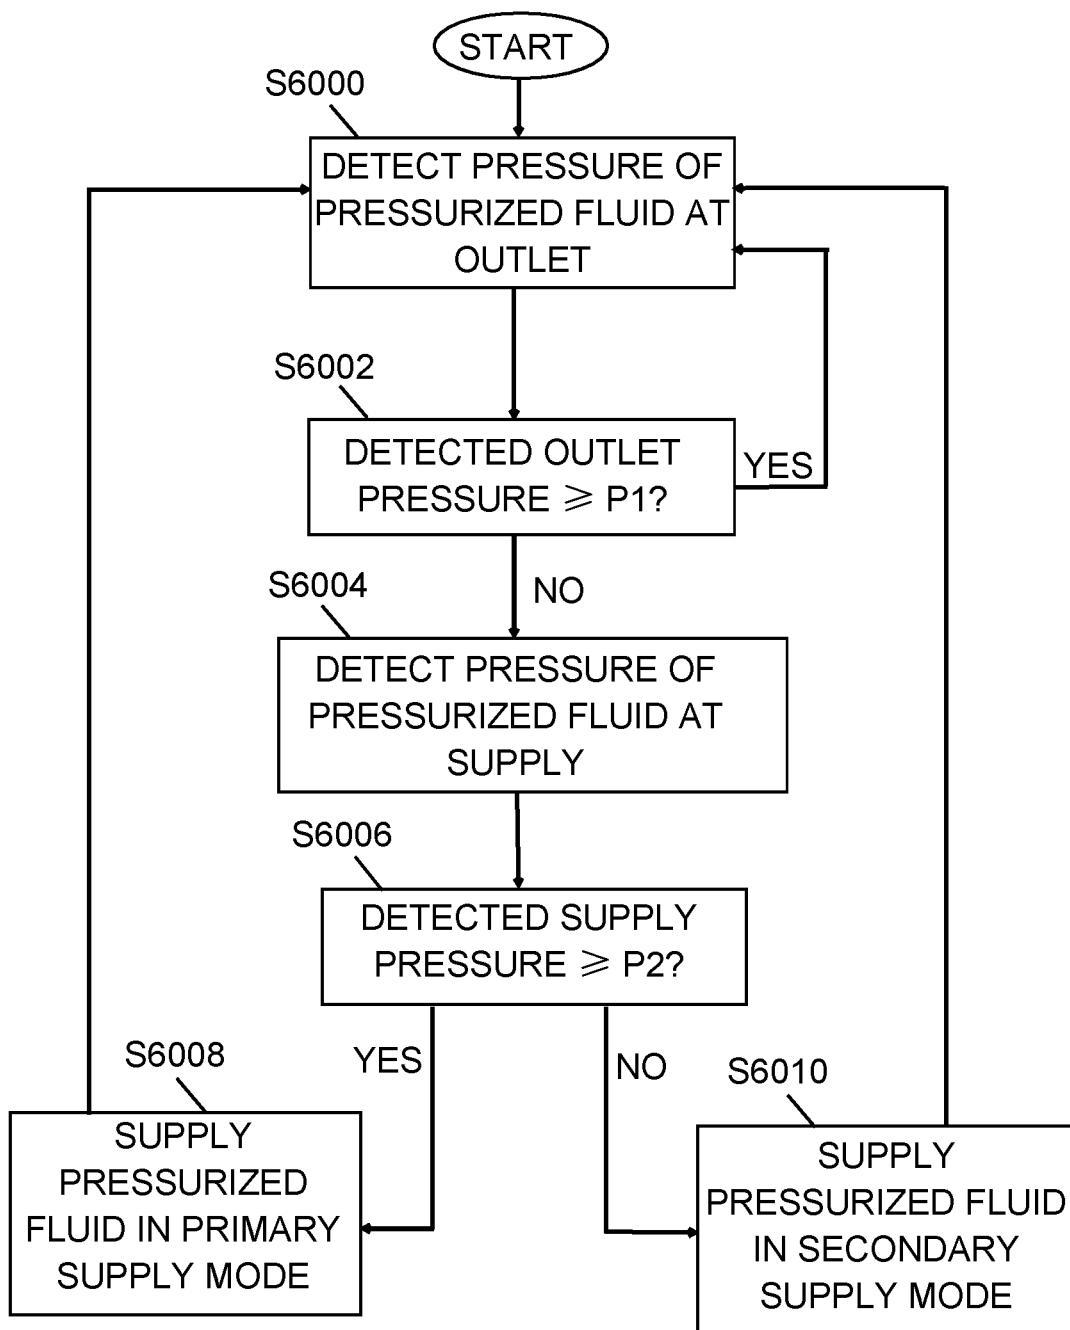 START
S6000
DETECT PRESSURE OF
PRESSURIZED FLUID AT
OUTLET
S6002
DETECTED OUTLET
PRESSURE ⩾ P1?
YES
NO
S6004
DETECT PRESSURE OF
PRESSURIZED FLUID AT
SUPPLY
S6006
DETECTED SUPPLY
PRESSURE ⩾ P2?
YES
NO
S6008
SUPPLY
PRESSURIZED
FLUID IN PRIMARY
SUPPLY MODE
S6010
SUPPLY
PRESSURIZED FLUID
IN SECONDARY
SUPPLY MODE